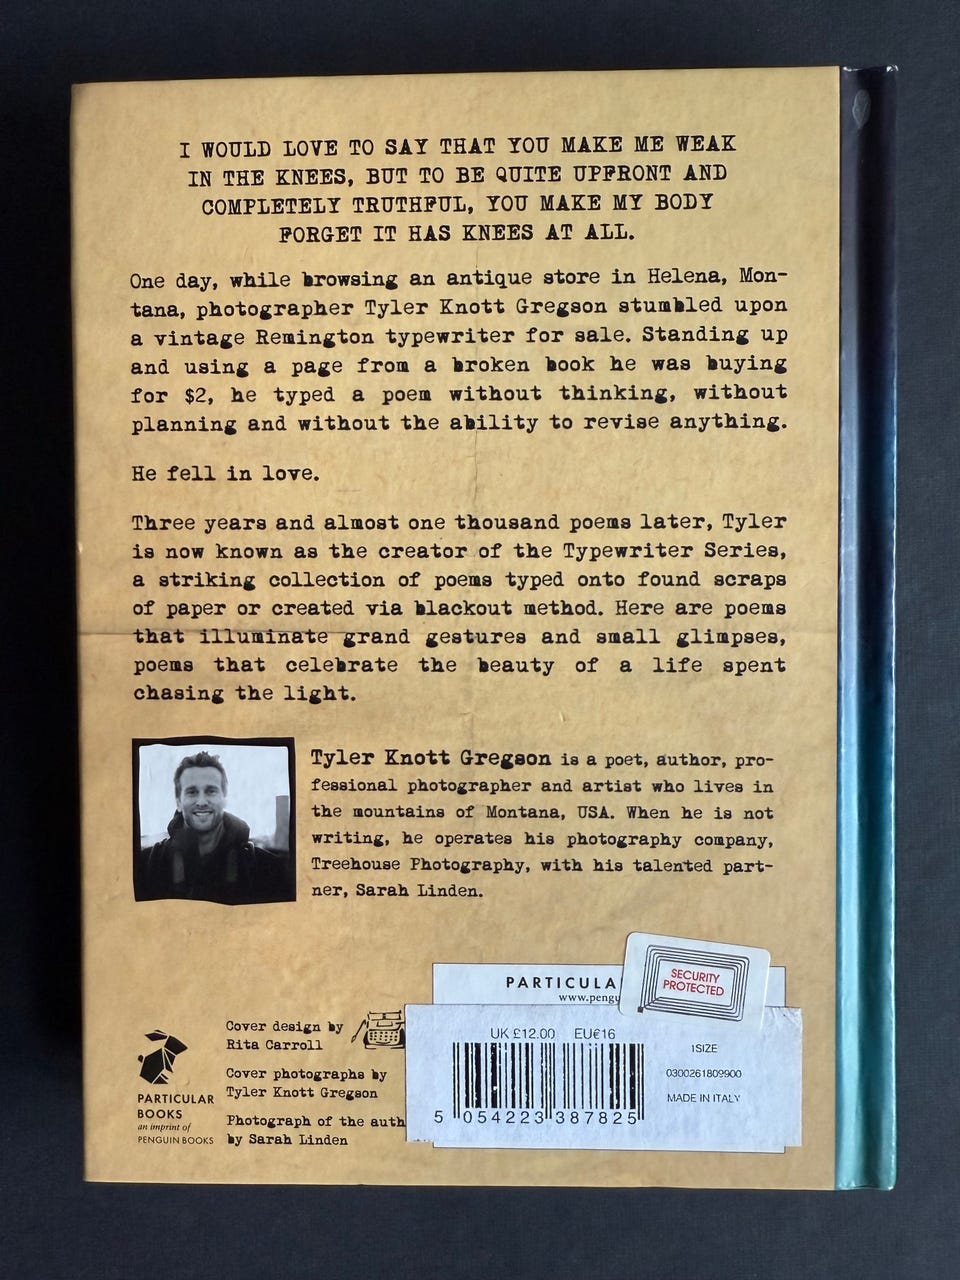 I WOULD LOVE TO SAY THAT YOU MAKE ME WEAK
IN THE KNEES, BUT TO BE QUITE UPFRONT AND
COMPLETELY TRUTHFUL, YOU MAKE MY BODY
FORGET IT HAS KNEES AT ALL.
One day, while browsing an antique store in Helena, Mon-
tana, photographer Tyler Knott Gregson stumbled upon
a vintage Remington typewriter for sale. Standing up
and using a page from a broken book he was buying
for $2, he typed a poem without thinking, without
planning and without the ability to revise anything.
He fell in love.
Three years and almost one thousand poems later, Tyler
is now known as the creator of the Typewriter Series,
a striking collection of poems typed onto found scraps
of paper or created via blackout method. Here are poems
that illuminate grand gestures and small glimpses,
poems that celebrate the beauty of a life spent
chasing the light.
Tyler Knott Gregson is a poet, author, pro-
fessional photographer and artist who lives in
the mountains of Montana, USA. When he is not
writing, he operates his photography company,
Treehouse Photography, with his talented part-
ner, Sarah Linden.
PARTICULAR
BOOKS
an imprint of
PENGUIN BOOKS
Cover design by
Rita Carroll
Cover photographs by
Tyler Knott Gregson
Photograph of the auth
by Sarah Linden
PARTICULA
www.pengu
SECURITY
PROTECTED
UK £12.00 EU€16
5 054223 387825
1SIZE
0300261809900
MADE IN ITALY